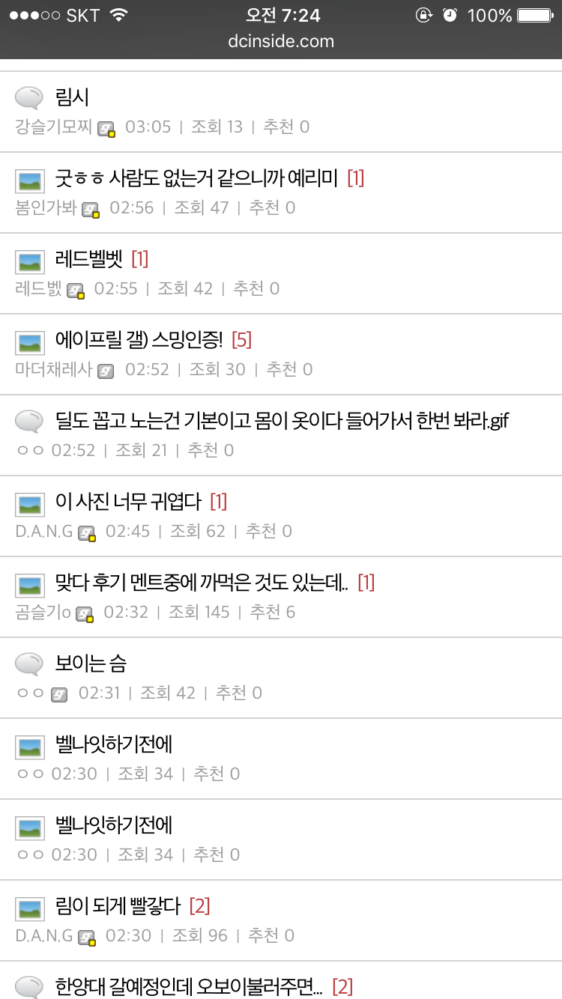 SKT 오전 7:24 100%
dcinside.com
림시
강슬기모찌 03:05 | 조회 13 | 추천 0
굿ㅎㅎ 사람도 없는거 같으니까 예리미 [1]
봄인가봐 02:56 | 조회 47 | 추천 0
레드벨벳 [1]
레드벬 02:55 | 조회 42 | 추천 0
에이프릴 갤) 스밍인증! [5]
마더채레사 02:52 | 조회 30 | 추천 0
딜도 꼽고 노는건 기본이고 몸이 옷이다 들어가서 한번 봐라.gif
ㅇㅇ 02:52 | 조회 21 | 추천 0
이 사진 너무 귀엽다 [1]
D.A.N.G 02:45 | 조회 62 | 추천 0
맞다 후기 멘트중에 까먹은 것도 있는데.. [1]
곰슬기o 02:32 | 조회 145 | 추천 6
보이는 슴
ㅇㅇ 02:31 | 조회 42 | 추천 0
벨나잇하기전에
ㅇㅇ 02:30 | 조회 34 | 추천 0
벨나잇하기전에
ㅇㅇ 02:30 | 조회 34 | 추천 0
림이 되게 빨갛다 [2]
D.A.N.G 02:30 | 조회 96 | 추천 0
한양대 갈예정인데 오보이불러주면... [2]